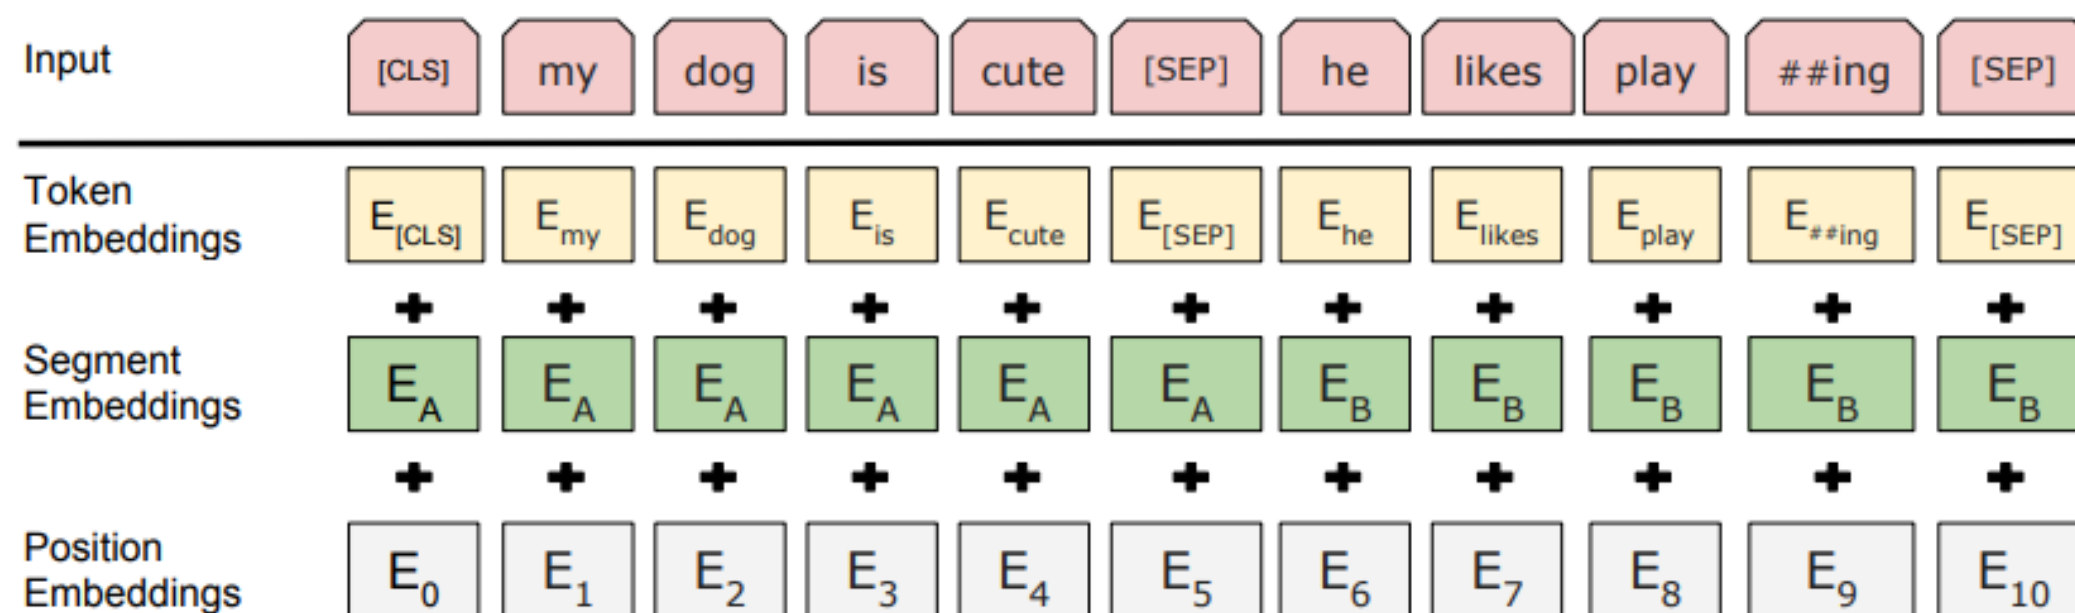 Input [CLS] my dog is cute [SEP] he likes play ##ing [SEP]
Token
Embeddings E[CLS] Emy Edog Eis Ecute E[SEP] Ehe Elikes Eplay E##ing E[SEP]
Segment
Embeddings EA EA EA EA EA EA EB EB EB EB EB
Position
Embeddings E0 E1 E2 E3 E4 E5 E6 E7 E8 E9 E10